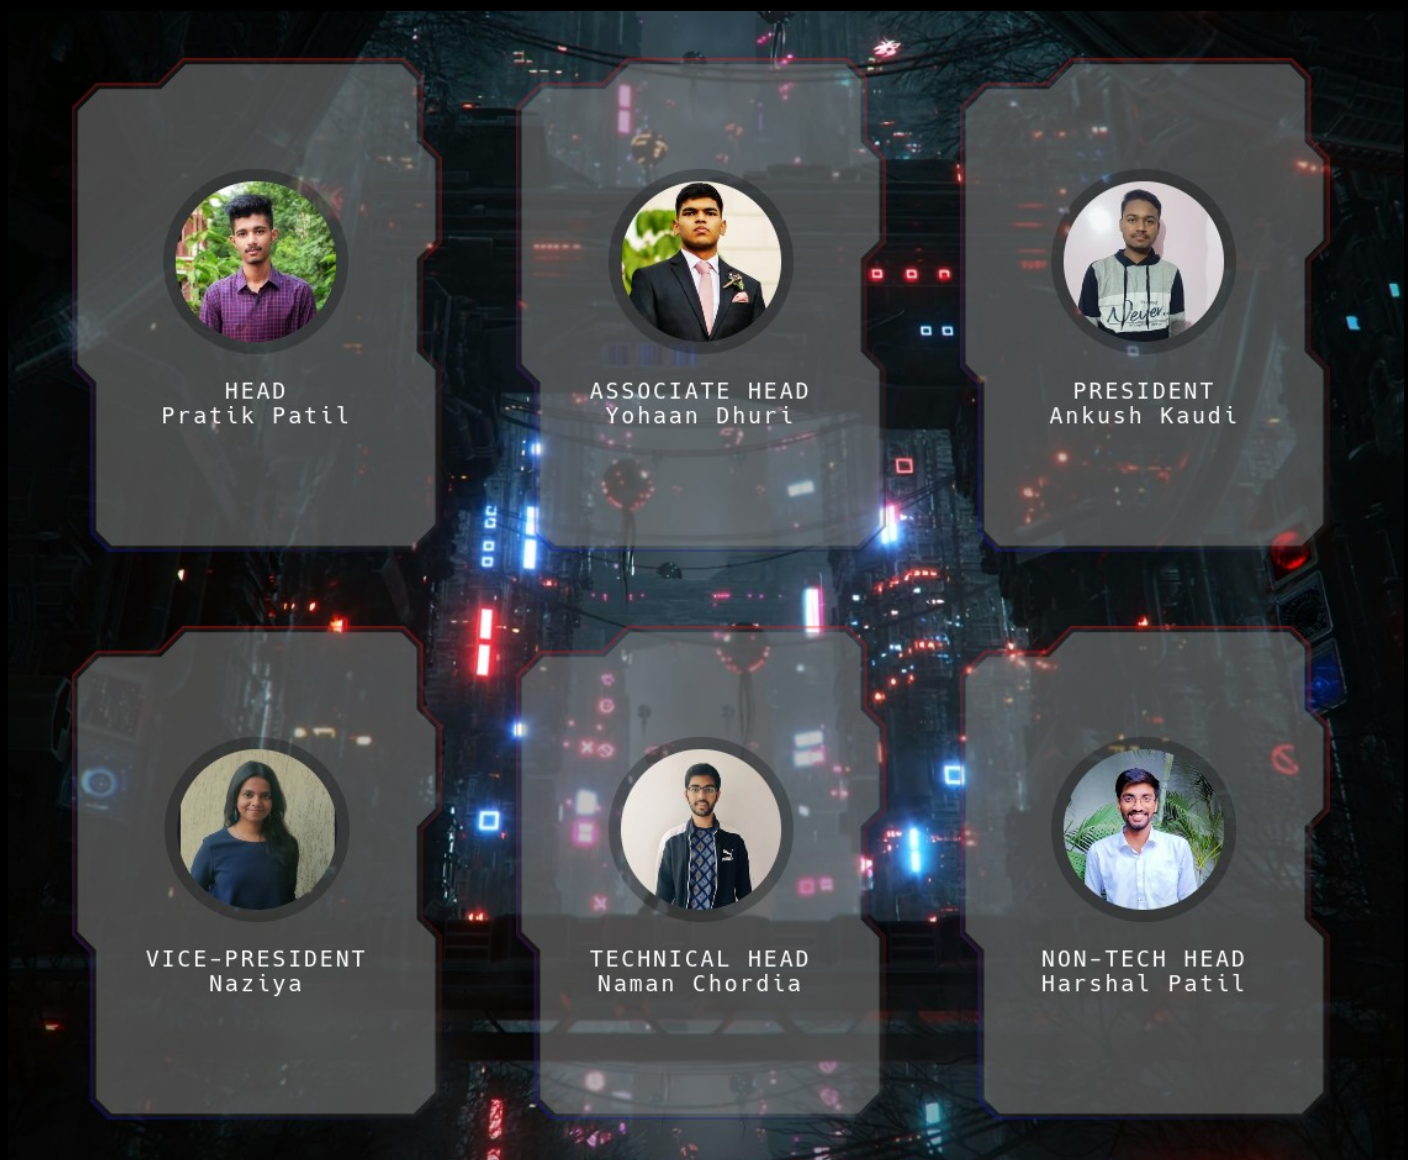 HEAD
Pratik Patil
ASSOCIATE HEAD
Yohaan Dhuri
PRESIDENT
Ankush Kaudi
Never.
VICE-PRESIDENT
Naziya
TECHNICAL HEAD
Naman Chordia
NON-TECH HEAD
Harshal Patil